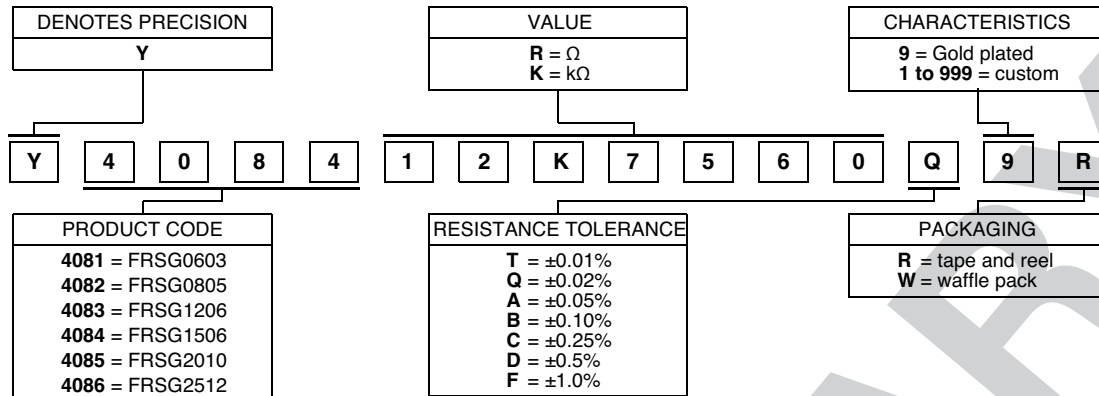 DENOTES PRECISION
Y
VALUE
R = Ω
K = kΩ
CHARACTERISTICS
9 = Gold plated
1 to 999 = custom
Y 4 0 8 4 1 2 K 7 5 6 0 Q 9 R
PRODUCT CODE
4081 = FRSG0603
4082 = FRSG0805
4083 = FRSG1206
4084 = FRSG1506
4085 = FRSG2010
4086 = FRSG2512
RESISTANCE TOLERANCE
T = ±0.01%
Q = ±0.02%
A = ±0.05%
B = ±0.10%
C = ±0.25%
D = ±0.5%
F = ±1.0%
PACKAGING
R = tape and reel
W = waffle pack